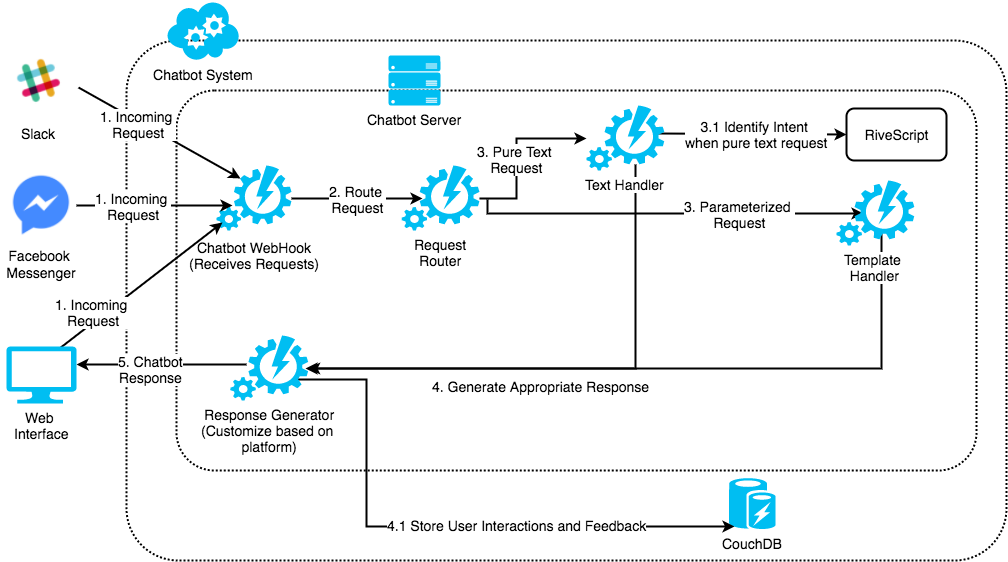 Chatbot System
Chatbot Server
Slack
1. Incoming
Request
3.1 Identify Intent
when pure text request
RiveScript
3. Pure Text
Request
Text Handler
Facebook
Messenger
1. Incoming
Request
Chatbot WebHook
(Receives Requests)
2. Route
Request
Request
Router
3. Parameterized
Request
Template
Handler
1. Incoming
Request
Web
Interface
5. Chatbot
Response
Response Generator
(Customize based on
platform)
4. Generate Appropriate Response
4.1 Store User Interactions and Feedback
CouchDB